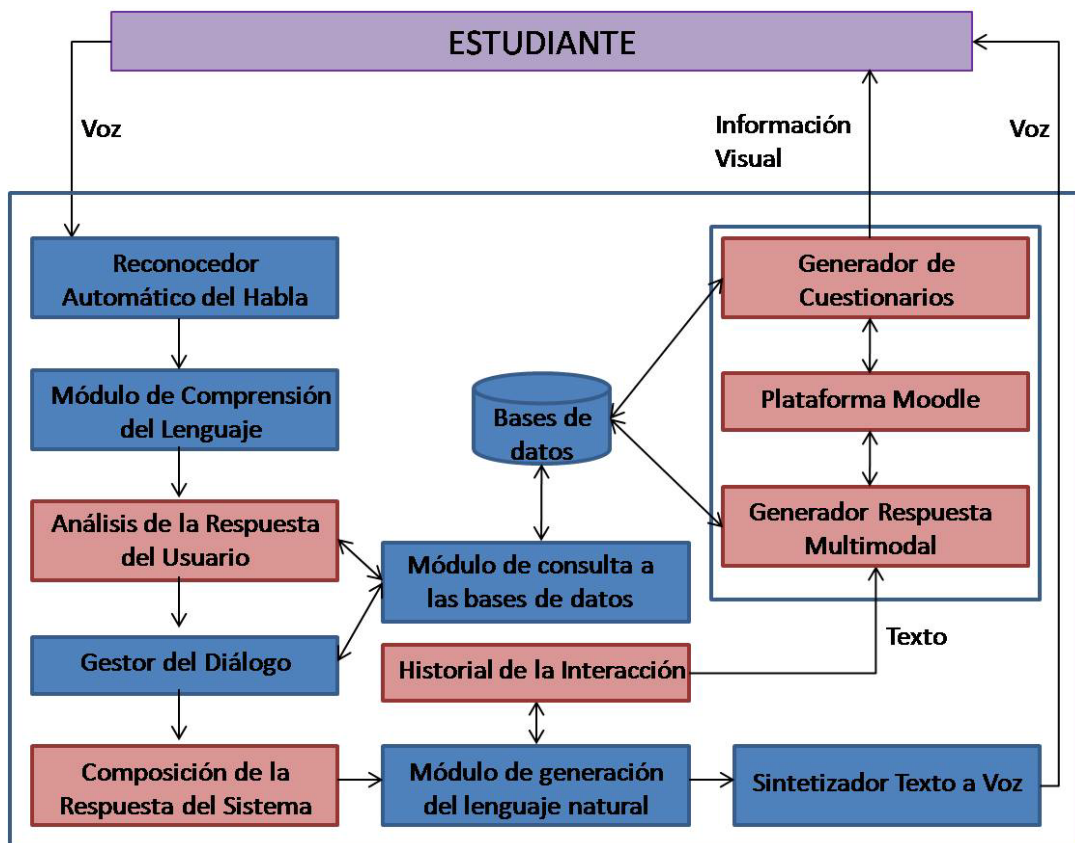 ESTUDIANTE
Voz
Información
Visual
Voz
Reconocedor
Automático del Habla
Módulo de Comprensión
del Lenguaje
Análisis de la Respuesta
del Usuario
Gestor del Diálogo
Composición de la
Respuesta del Sistema
Bases de
datos
Módulo de consulta a
las bases de datos
Historial de la Interacción
Módulo de generación
del lenguaje natural
Generador de
Cuestionarios
Plataforma Moodle
Generador Respuesta
Multimodal
Texto
Sintetizador Texto a Voz